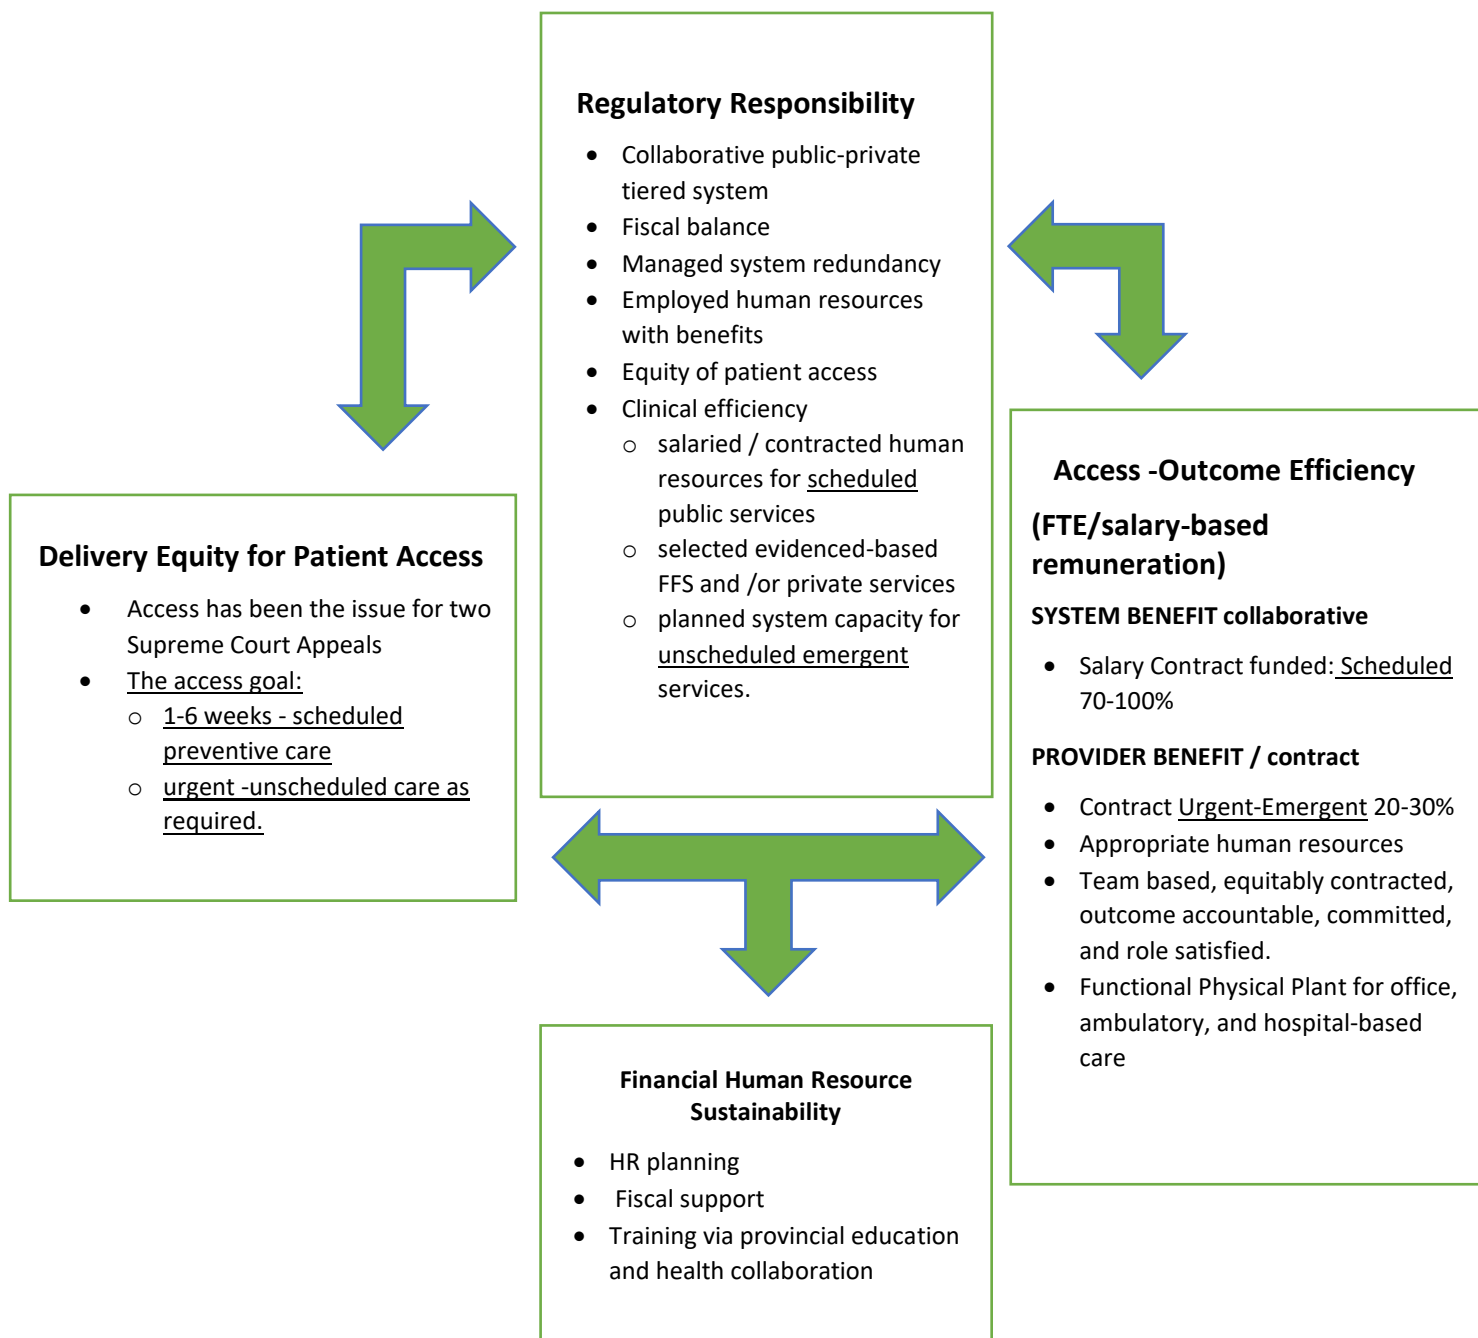 Regulatory Responsibility
• Collaborative public-private
tiered system
• Fiscal balance
• Managed system redundancy
• Employed human resources
with benefits
• Equity of patient access
• Clinical efficiency
o salaried / contracted human
resources for scheduled
public services
o selected evidenced-based
FFS and /or private services
o planned system capacity for
unscheduled emergent
services.
Delivery Equity for Patient Access
• Access has been the issue for two
Supreme Court Appeals
• The access goal:
o 1-6 weeks - scheduled
preventive care
o urgent -unscheduled care as
required.
Access -Outcome Efficiency
(FTE/salary-based
remuneration)
SYSTEM BENEFIT collaborative
• Salary Contract funded: Scheduled
70-100%
PROVIDER BENEFIT / contract
• Contract Urgent-Emergent 20-30%
• Appropriate human resources
• Team based, equitably contracted,
outcome accountable, committed,
and role satisfied.
• Functional Physical Plant for office,
ambulatory, and hospital-based
care
Financial Human Resource
Sustainability
• HR planning
• Fiscal support
• Training via provincial education
and health collaboration